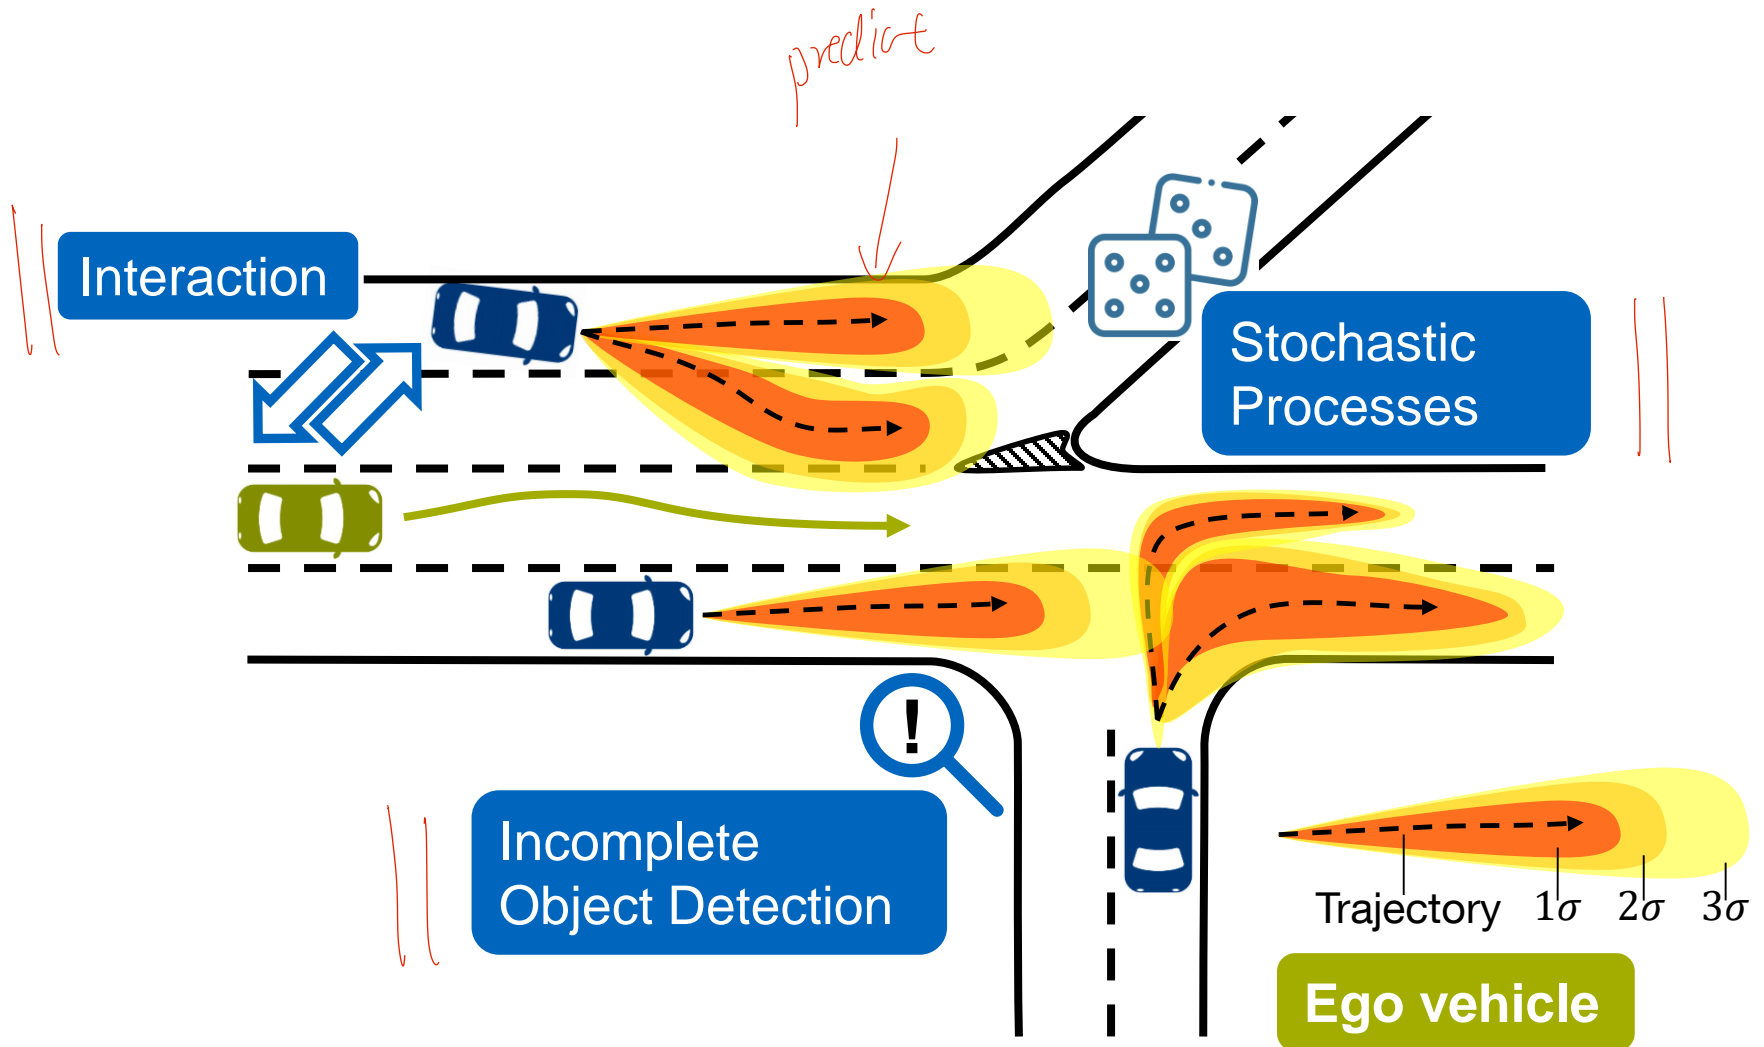 predict
Interaction
Stochastic
Processes
!
Incomplete
Object Detection
Trajectory 1σ 2σ 3σ
Ego vehicle